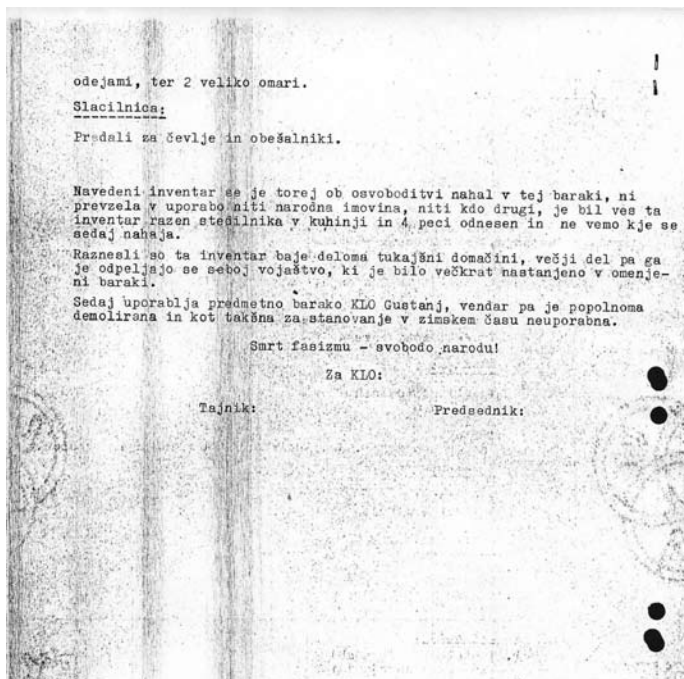 odejami, ter 2 veliko omari.
Slacilnica:
Predali za čevlje in obešalniki.
Navedeni inventar se je torej ob osvoboditvi nahal v tej baraki, ni
prevzela v uporabo niti narodna imovina, niti kdo drugi, je bil ves ta
inventar razen stedilnika v kuhinji in 4 peci odnesen in ne vemo kje se
sedaj nahaja.
Raznesli so ta inventar baje deloma tukajšni domačini, večji del pa ga
je odpeljajo se seboj vojaštvo, ki je bilo večkrat nastanjeno v omenje-
ni baraki.
Sedaj uporablja predmetno barako KLO Gustanj, vendar pa je popolnoma
demolirana in kot takšna za stanovanje v zimskem času neuporabna.
Smrt fasizmu - svobodo narodu!
Za KLO:
Tajnik: Predsednik: